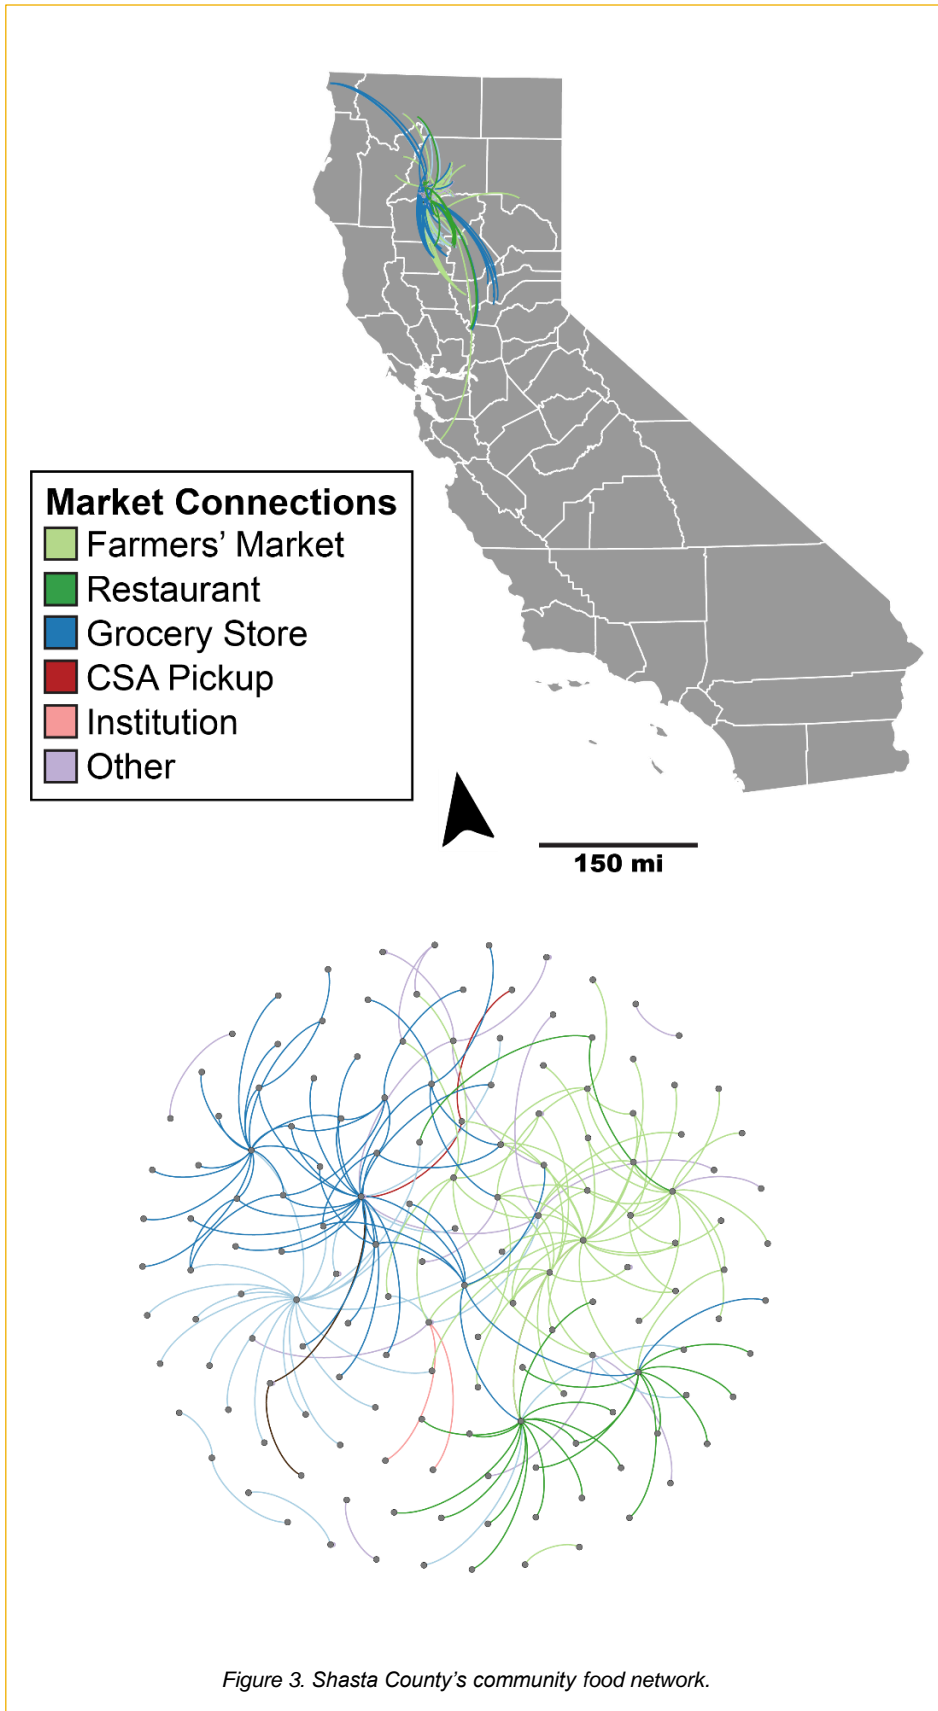 Market Connections
Farmers' Market
Restaurant
Grocery Store
CSA Pickup
Institution
Other
150 mi
Figure 3. Shasta County's community food network.